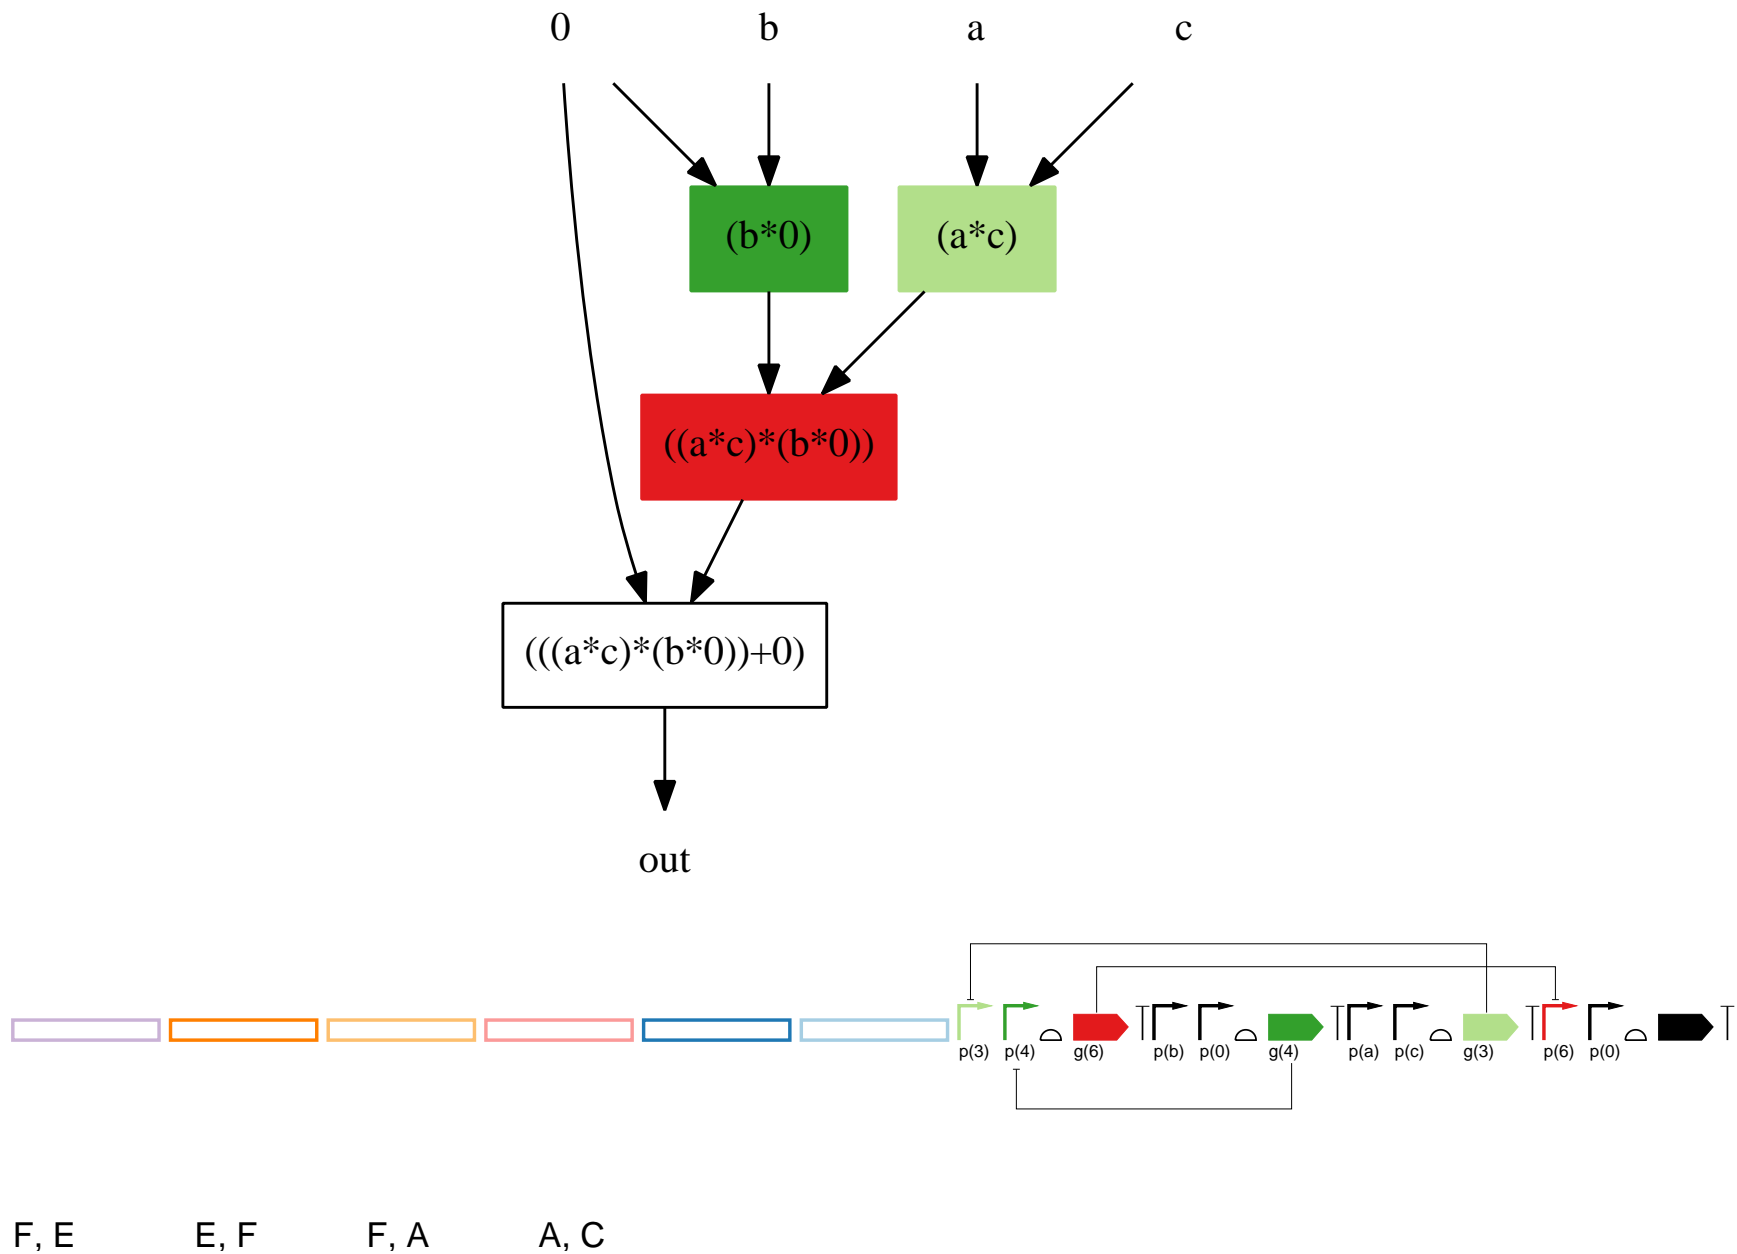 0 b a c
(b*0) (a*c)
((a*c)*(b*0))
(((a*c)*(b*0))+0)
out
p(3) p(4) g(6) p(b) p(0) g(4) p(a) p(c) g(3) p(6) p(0)
F, E E, F F, A A, C